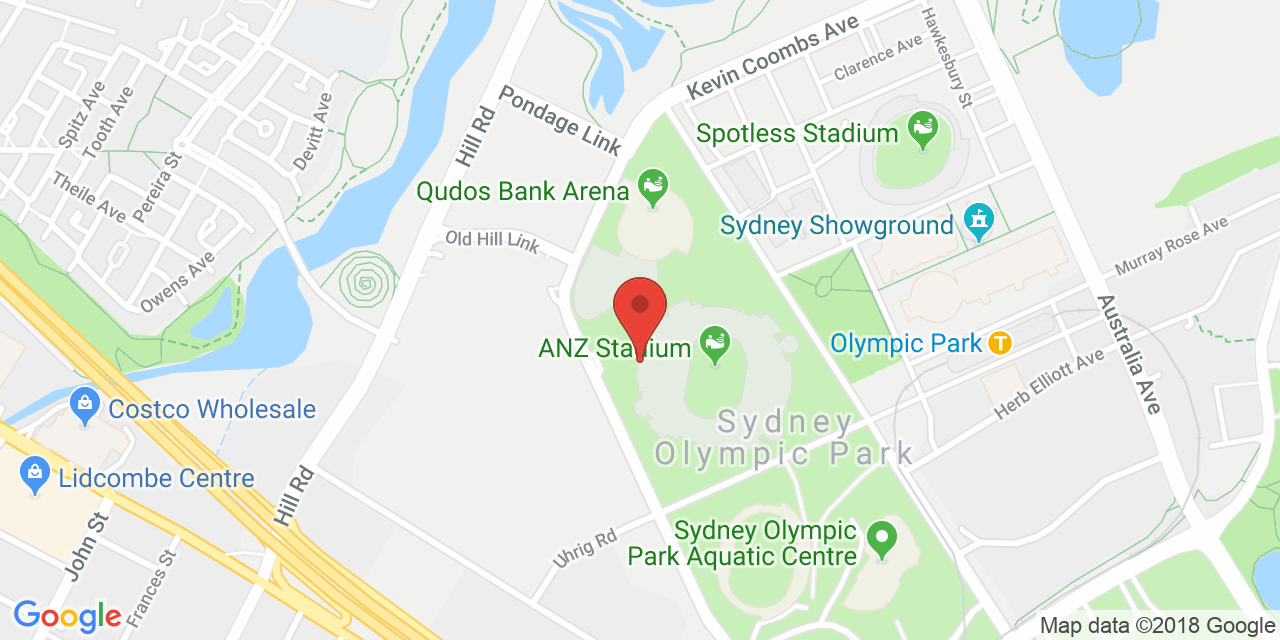 Kevin Coombs Ave
Clarence Ave
Hawkesbury St
Spitz Ave
Tooth Ave
Devitt Ave
Pereira St
Theile Ave
Owens Ave
Hill Rd
Pondage Link
Spotless Stadium
Qudos Bank Arena
Old Hill Link
Sydney Showground
Murray Rose Ave
Australia Ave
ANZ Stadium
Olympic Park
T
Herb Elliott Ave
Costco Wholesale
Sydney
Olympic Park
Lidcombe Centre
Hill Rd
John St
Frances St
Uhrig Rd
Sydney Olympic
Park Aquatic Centre
Google
Map data ©2018 Google